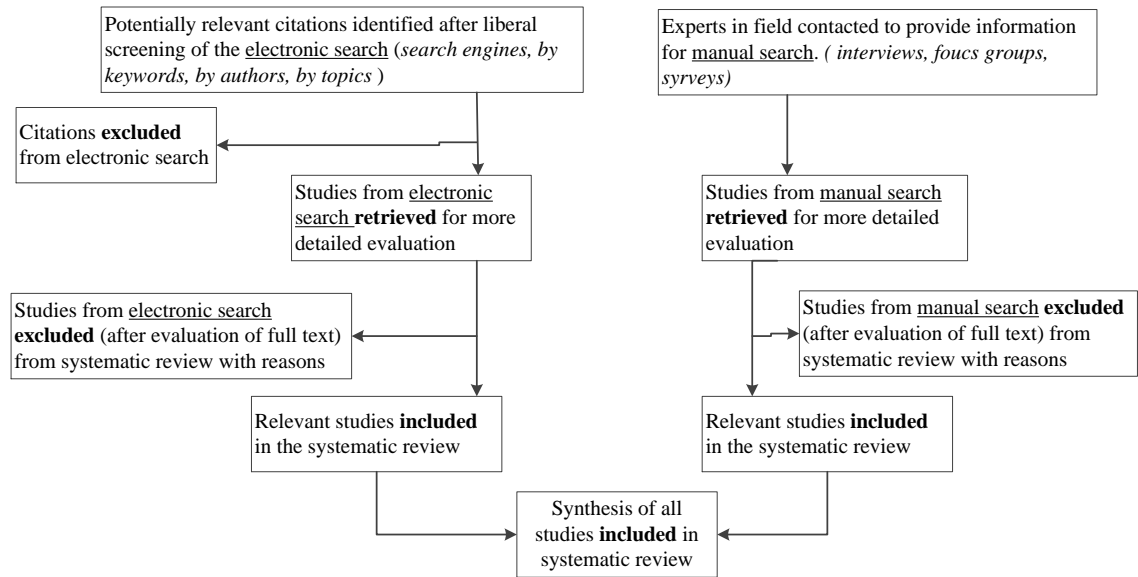 Potentially relevant citations identified after liberal
screening of the electronic search (search engines, by
keywords, by authors, by topics )
Experts in field contacted to provide information
for manual search. ( interviews, foucs groups,
syrveys)
Citations excluded
from electronic search
Studies from electronic
search retrieved for more
detailed evaluation
Studies from manual search
retrieved for more detailed
evaluation
Studies from electronic search
excluded (after evaluation of full text)
from systematic review with reasons
Studies from manual search excluded
(after evaluation of full text) from
systematic review with reasons
Relevant studies included
in the systematic review
Relevant studies included
in the systematic review
Synthesis of all
studies included in
systematic review